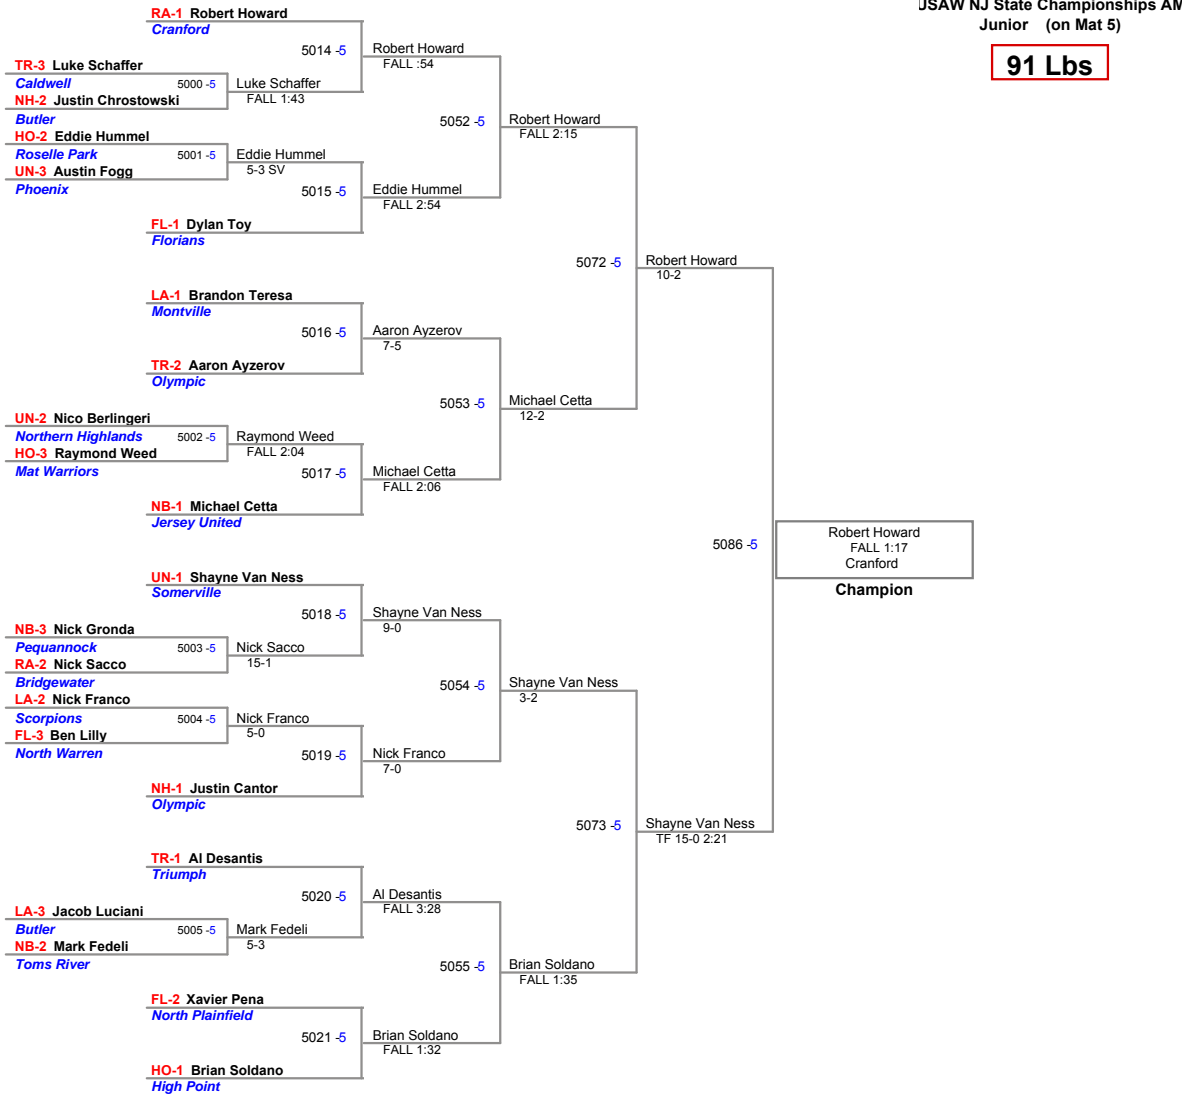 USAW NJ State Championships AM
Junior (on Mat 5)
91 Lbs
RA-1 Robert Howard
Cranford
5014 -5
Robert Howard
FALL :54
TR-3 Luke Schaffer
Caldwell
5000 -5
Luke Schaffer
FALL 1:43
NH-2 Justin Chrostowski
Butler
5052 -5
Robert Howard
FALL 2:15
HO-2 Eddie Hummel
Roselle Park
5001 -5
Eddie Hummel
5-3 SV
UN-3 Austin Fogg
Phoenix
5015 -5
Eddie Hummel
FALL 2:54
FL-1 Dylan Toy
Florians
5072 -5
Robert Howard
10-2
LA-1 Brandon Teresa
Montville
5016 -5
Aaron Ayzerov
7-5
TR-2 Aaron Ayzerov
Olympic
5053 -5
Michael Cetta
12-2
UN-2 Nico Berlingeri
Northern Highlands
5002 -5
Raymond Weed
FALL 2:04
HO-3 Raymond Weed
Mat Warriors
5017 -5
Michael Cetta
FALL 2:06
NB-1 Michael Cetta
Jersey United
5086 -5
Robert Howard
FALL 1:17
Cranford
Champion
UN-1 Shayne Van Ness
Somerville
5018 -5
Shayne Van Ness
9-0
NB-3 Nick Gronda
Pequannock
5003 -5
Nick Sacco
15-1
RA-2 Nick Sacco
Bridgewater
5054 -5
Shayne Van Ness
3-2
LA-2 Nick Franco
Scorpions
5004 -5
Nick Franco
5-0
FL-3 Ben Lilly
North Warren
5019 -5
Nick Franco
7-0
NH-1 Justin Cantor
Olympic
5073 -5
Shayne Van Ness
TF 15-0 2:21
TR-1 Al Desantis
Triumph
5020 -5
Al Desantis
FALL 3:28
LA-3 Jacob Luciani
Butler
5005 -5
Mark Fedeli
5-3
NB-2 Mark Fedeli
Toms River
5055 -5
Brian Soldano
FALL 1:35
FL-2 Xavier Pena
North Plainfield
5021 -5
Brian Soldano
FALL 1:32
HO-1 Brian Soldano
High Point